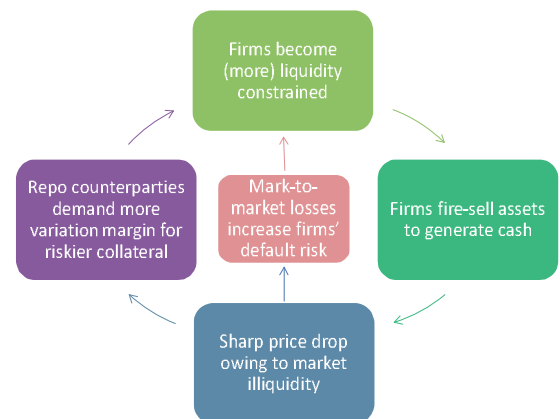 Firms become
(more) liquidity
constrained
Repo counterparties
demand more
variation margin for
riskier collateral
Mark-to-
market losses
increase firms'
default risk
Firms fire-sell assets
to generate cash
Sharp price drop
owing to market
illiquidity